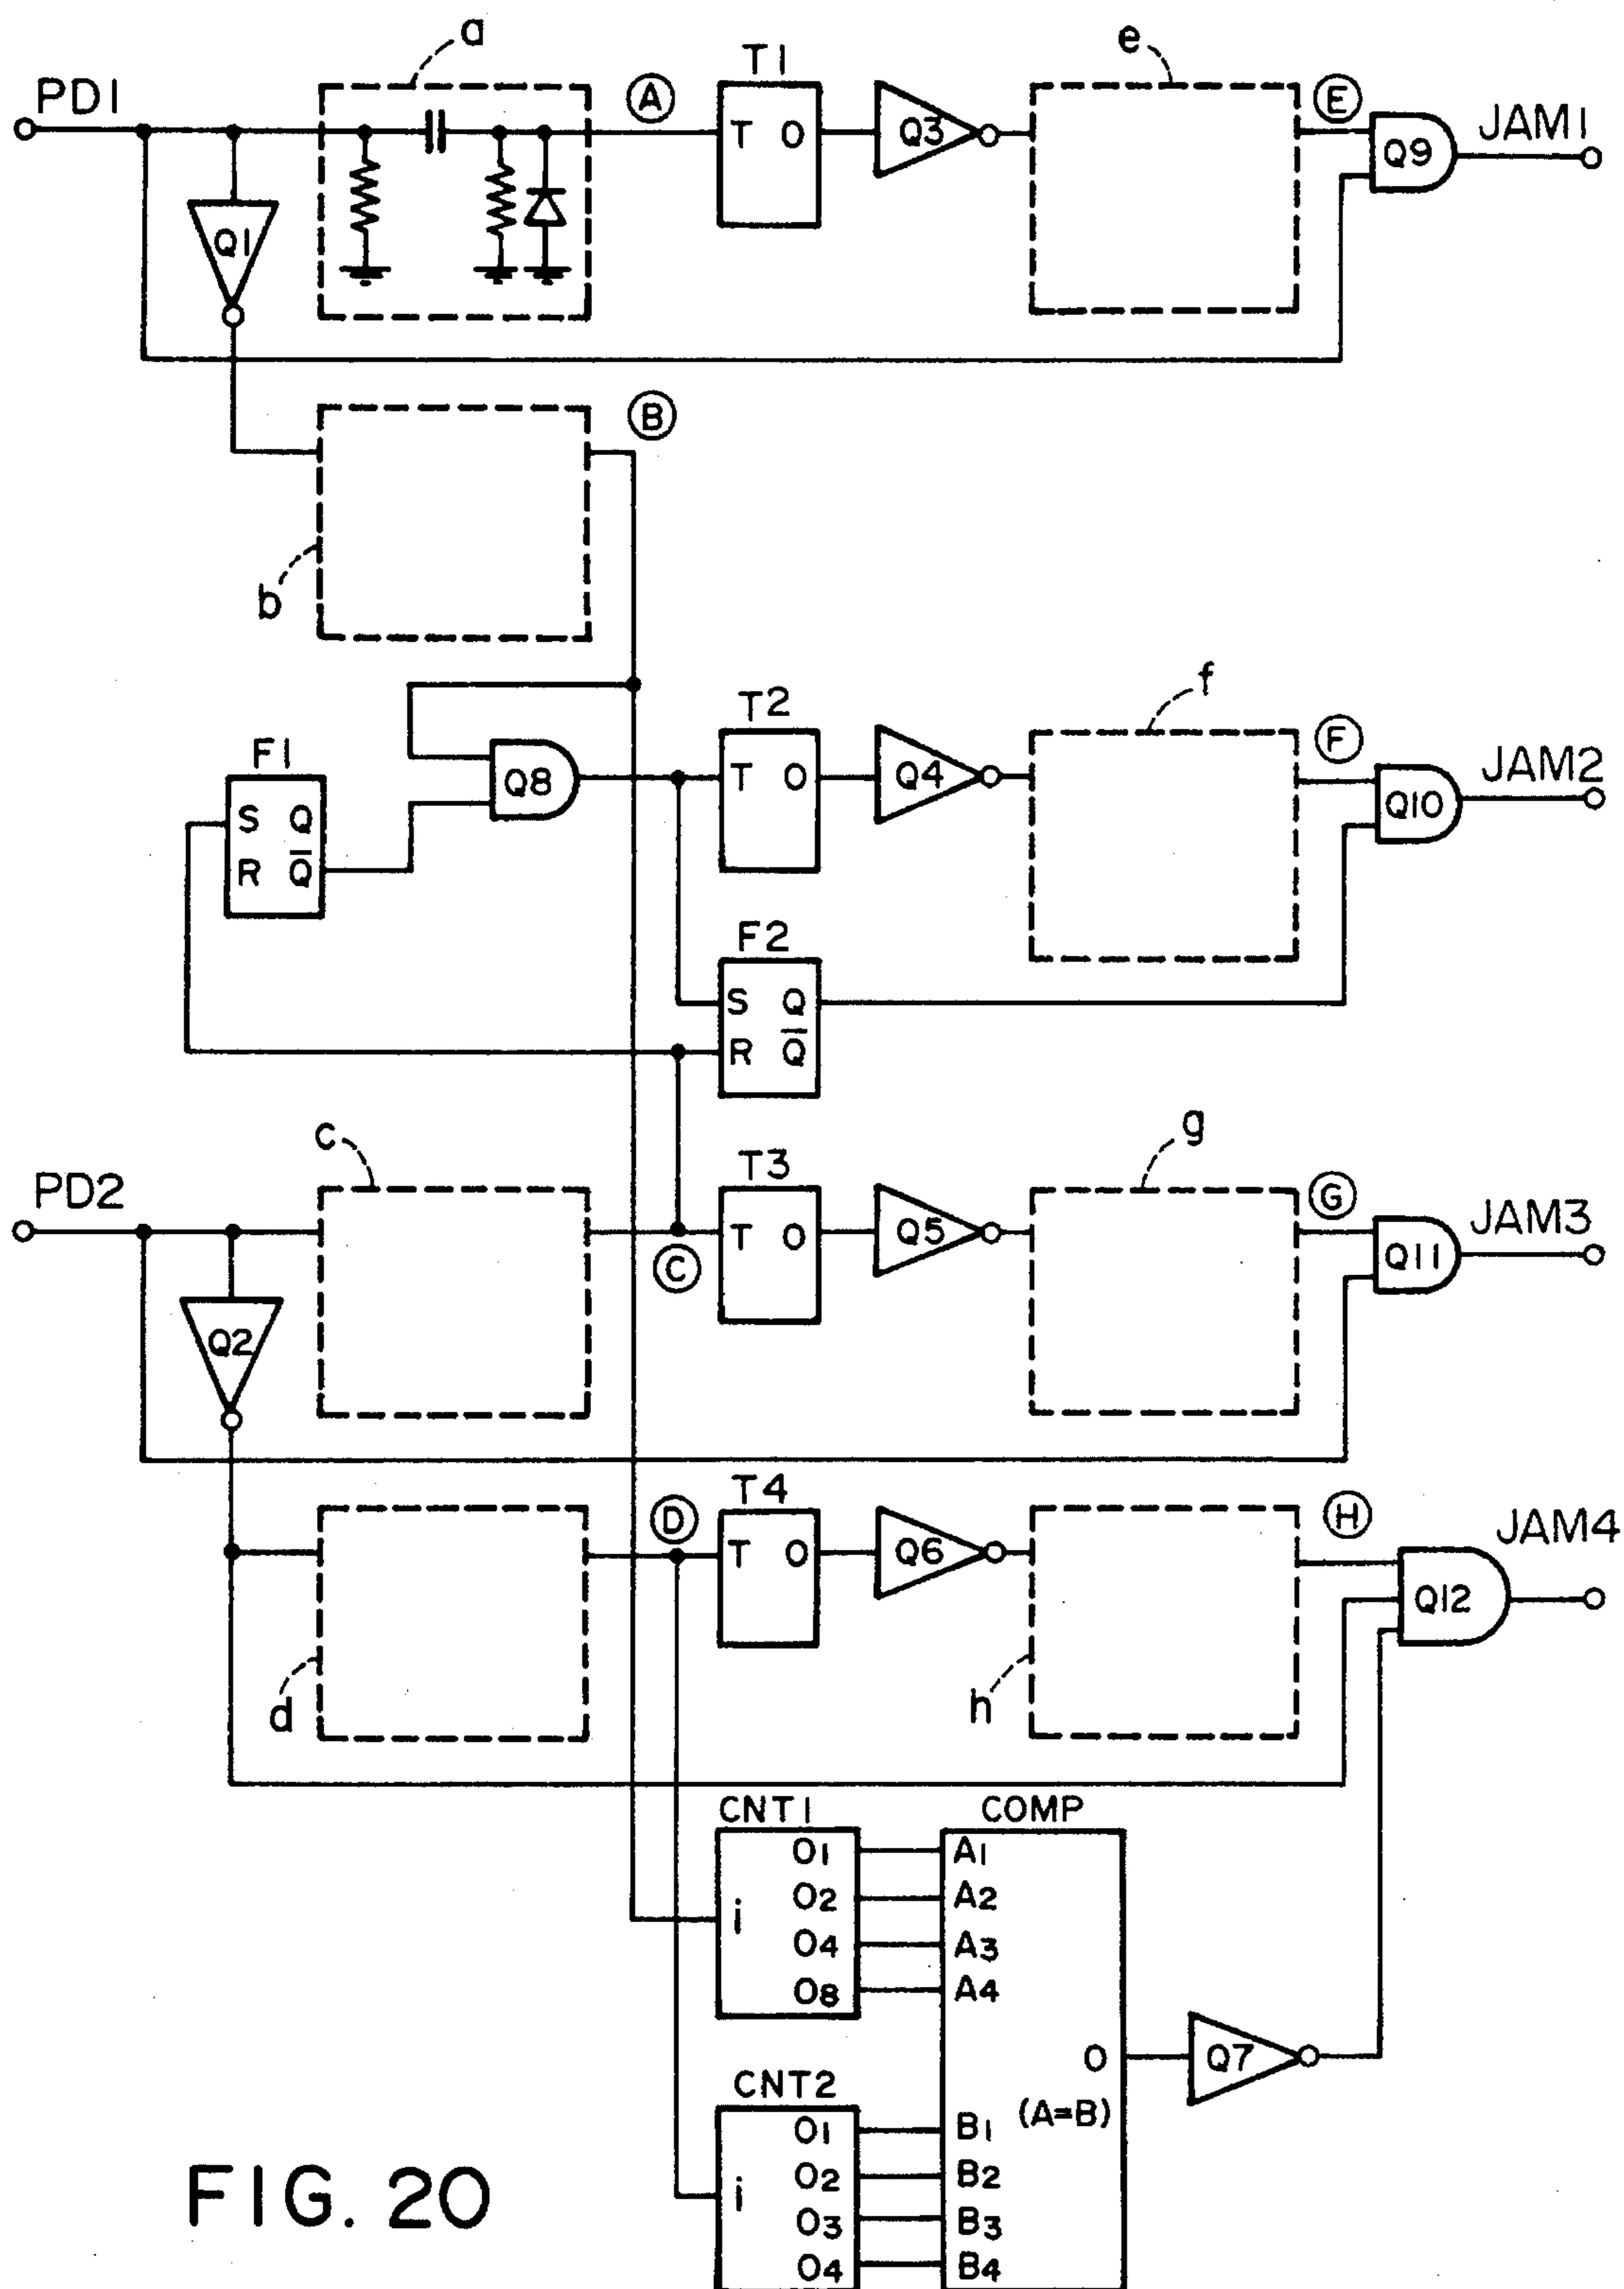 a
PD1
A
T1
T O
Q3
e
E
Q9
JAM1
Q1
B
b
F1
S Q
R Q̅
Q8
T2
T O
Q4
f
F
Q10
JAM2
F2
S Q
R Q̅
c
PD2
C
T3
T O
Q5
g
G
Q11
JAM3
Q2
d
D
T4
T O
Q6
h
H
Q12
JAM4
CNT1
i
O1
O2
O4
O8
COMP
A1
A2
A3
A4
O
(A=B)
Q7
CNT2
i
O1
O2
O3
O4
B1
B2
B3
B4
FIG. 20